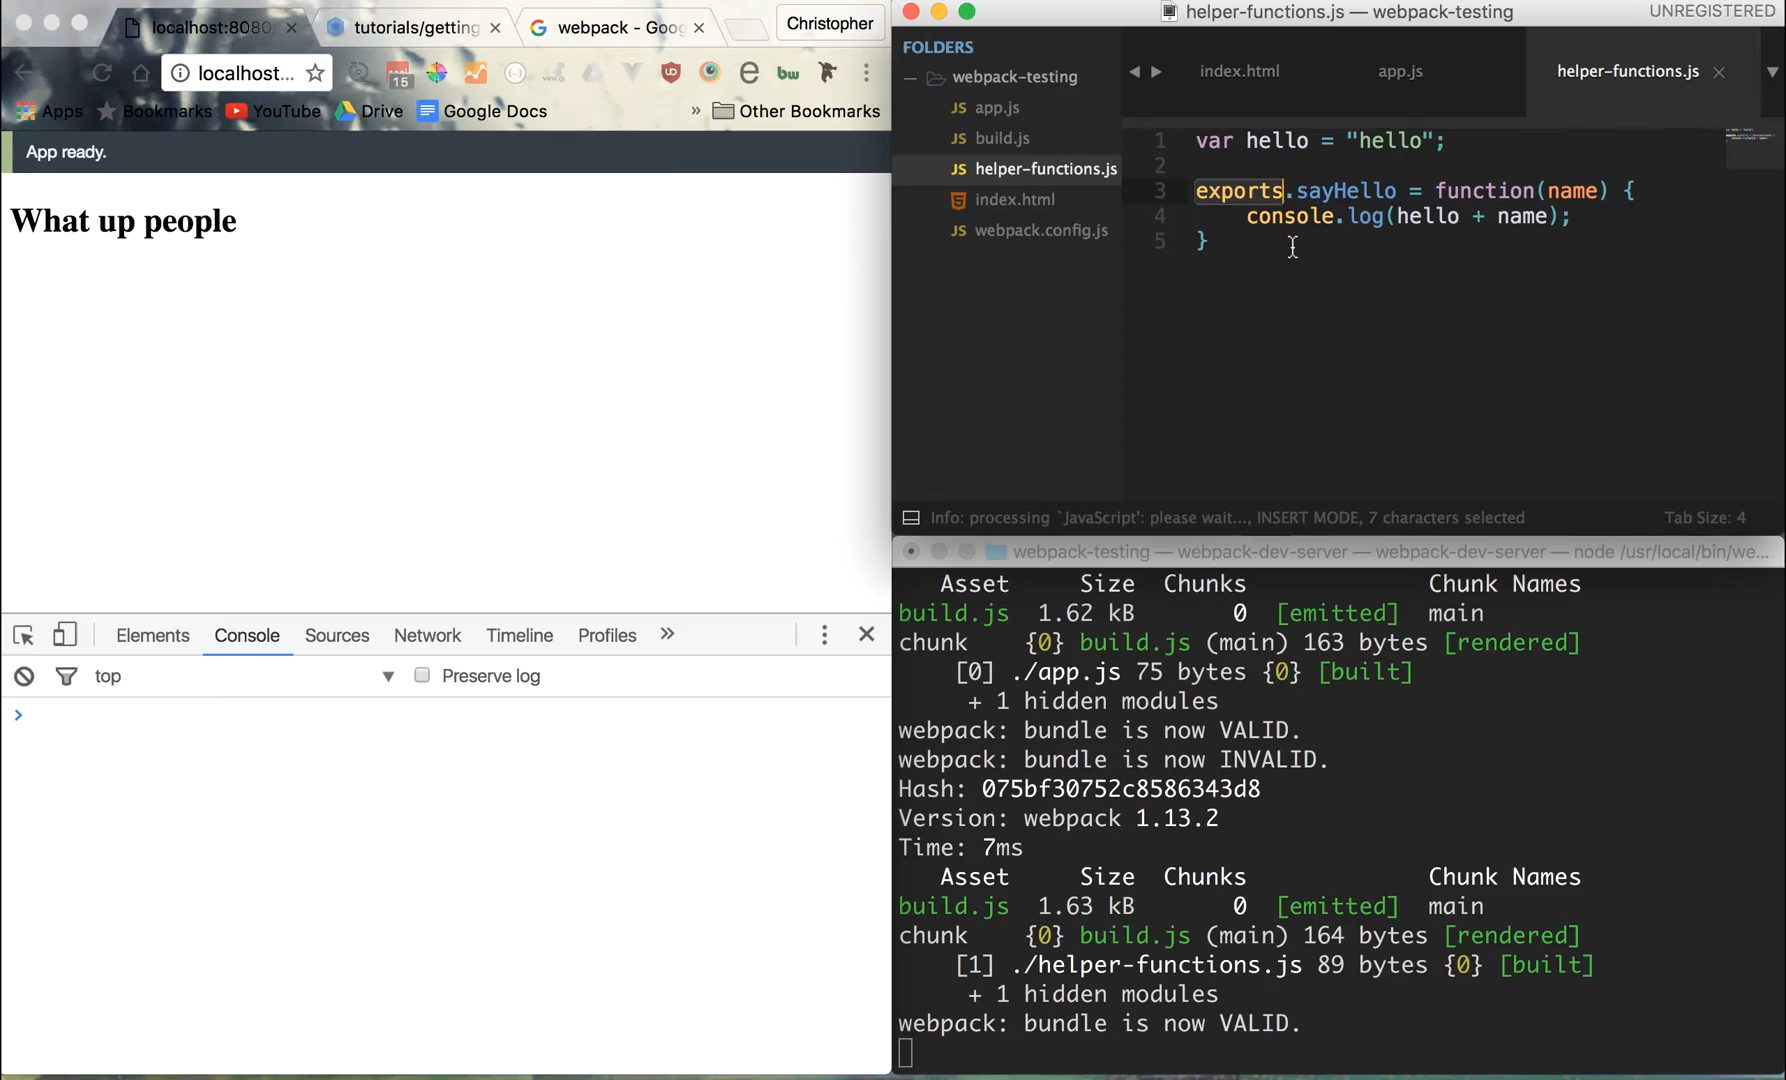 localhost:8080
tutorials/getting
webpack - Goog
Christopher
localhost...
15
bw
Apps
Bookmarks
YouTube
Drive
Google Docs
»
Other Bookmarks
App ready.
What up people
Elements
Console
Sources
Network
Timeline
Profiles
»
top
Preserve log
>
helper-functions.js — webpack-testing
UNREGISTERED
FOLDERS
webpack-testing
JS app.js
JS build.js
JS helper-functions.js
index.html
JS webpack.config.js
index.html
app.js
helper-functions.js
1 var hello = "hello";
2
3 exports.sayHello = function(name) {
4 console.log(hello + name);
5 }
Info: processing `JavaScript': please wait..., INSERT MODE, 7 characters selected
Tab Size: 4
webpack-testing — webpack-dev-server — webpack-dev-server — node /usr/local/bin/we...
Asset Size Chunks Chunk Names
build.js 1.62 kB 0 [emitted] main
chunk {0} build.js (main) 163 bytes [rendered]
[0] ./app.js 75 bytes {0} [built]
+ 1 hidden modules
webpack: bundle is now VALID.
webpack: bundle is now INVALID.
Hash: 075bf30752c8586343d8
Version: webpack 1.13.2
Time: 7ms
Asset Size Chunks Chunk Names
build.js 1.63 kB 0 [emitted] main
chunk {0} build.js (main) 164 bytes [rendered]
[1] ./helper-functions.js 89 bytes {0} [built]
+ 1 hidden modules
webpack: bundle is now VALID.